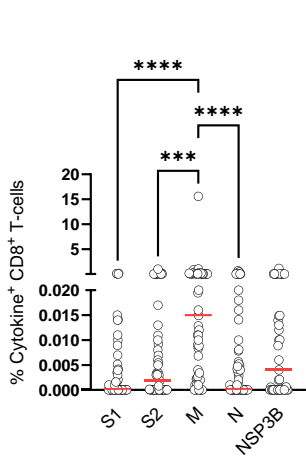 ****
****
***
20
15
10
5
0.020
0.015
0.010
0.005
0.000
% Cytokine⁺ CD8⁺ T-cells
S1
S2
M
N
NSP3B